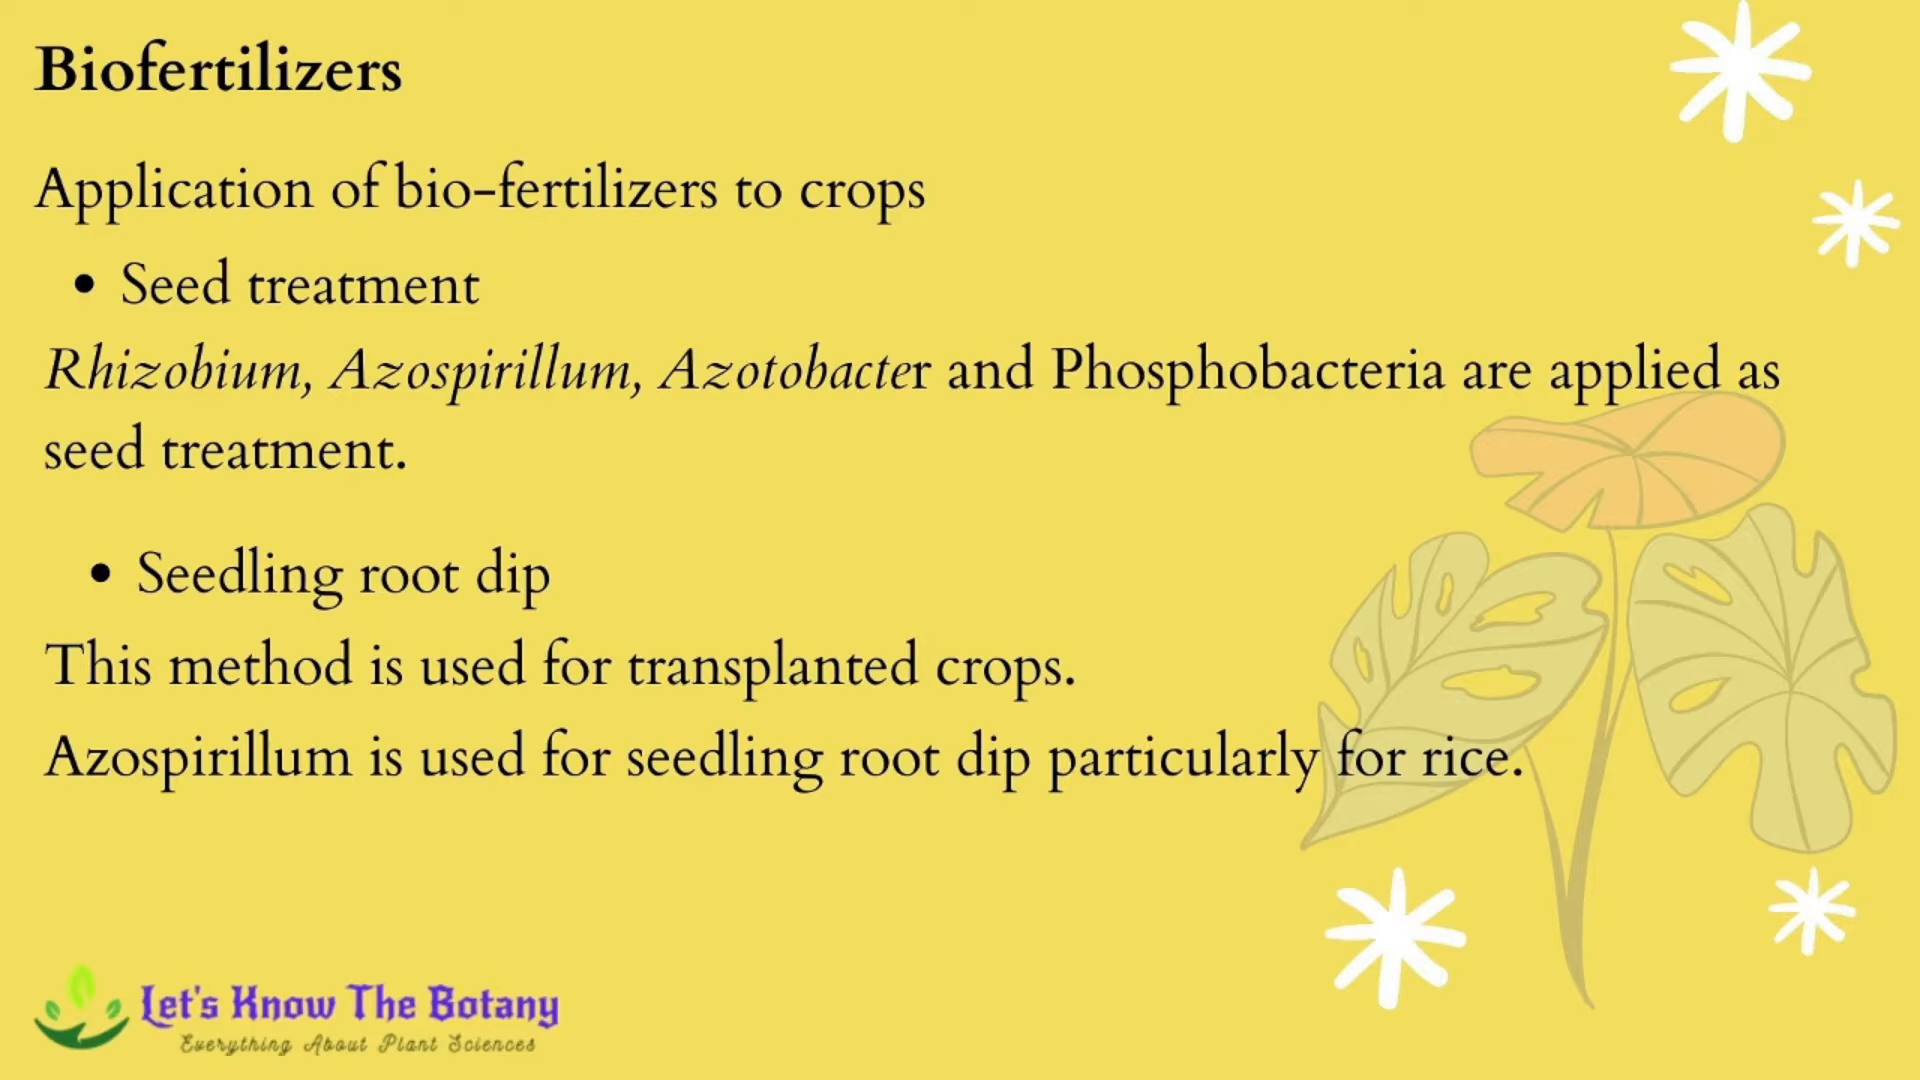 Biofertilizers
Application of bio-fertilizers to crops
• Seed treatment
Rhizobium, Azospirillum, Azotobacter and Phosphobacteria are applied as
seed treatment.
• Seedling root dip
This method is used for transplanted crops.
Azospirillum is used for seedling root dip particularly for rice.
Let's Know The Botany
Everything About Plant Sciences